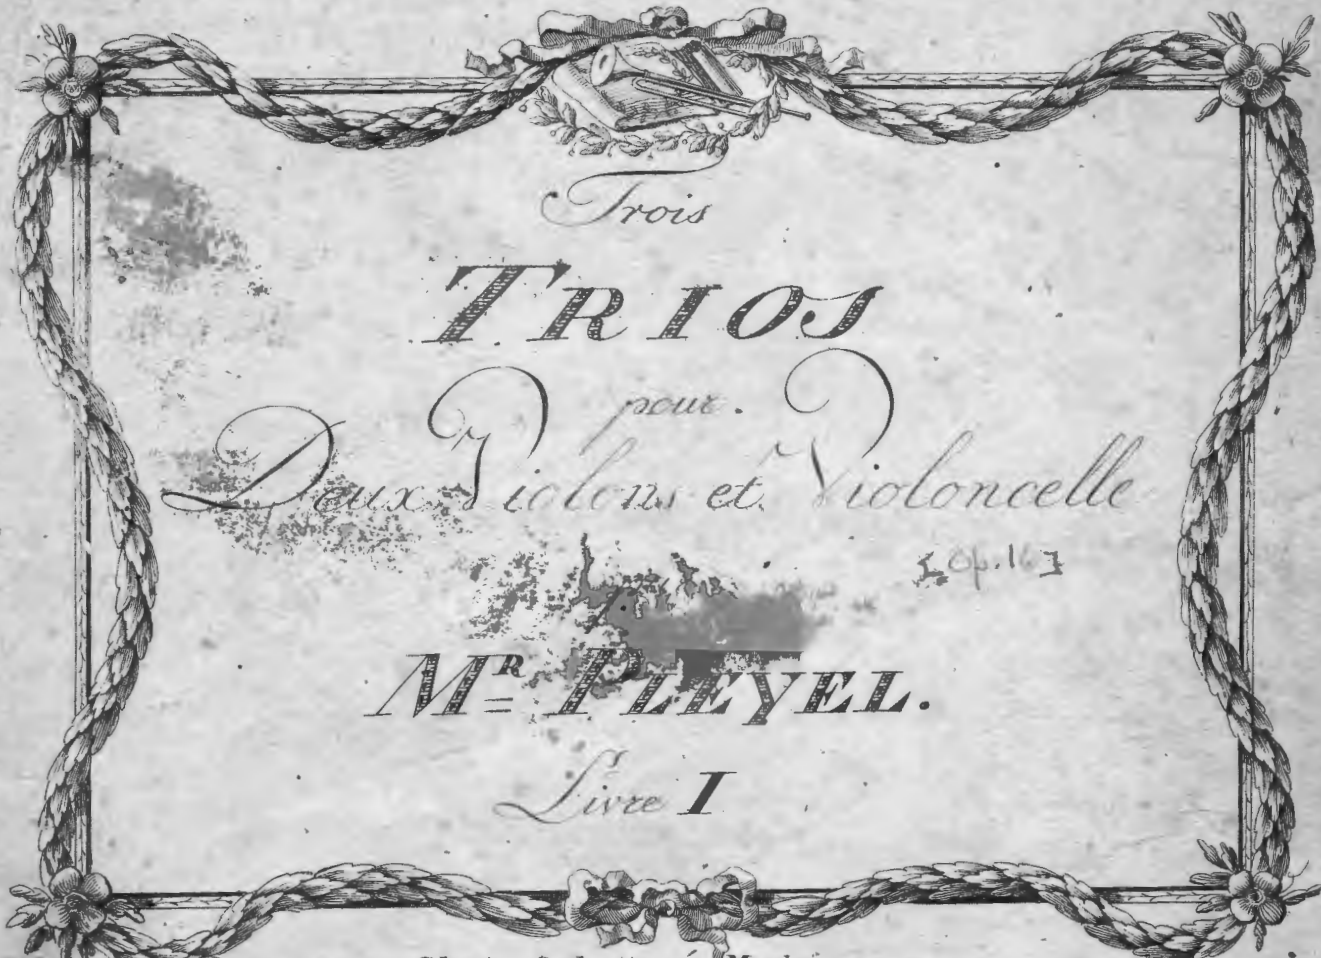 Trois
TRIOS
pour.
Deux Violons et Violoncelle
[Op. 16]
MR PLEYEL.
Livre I